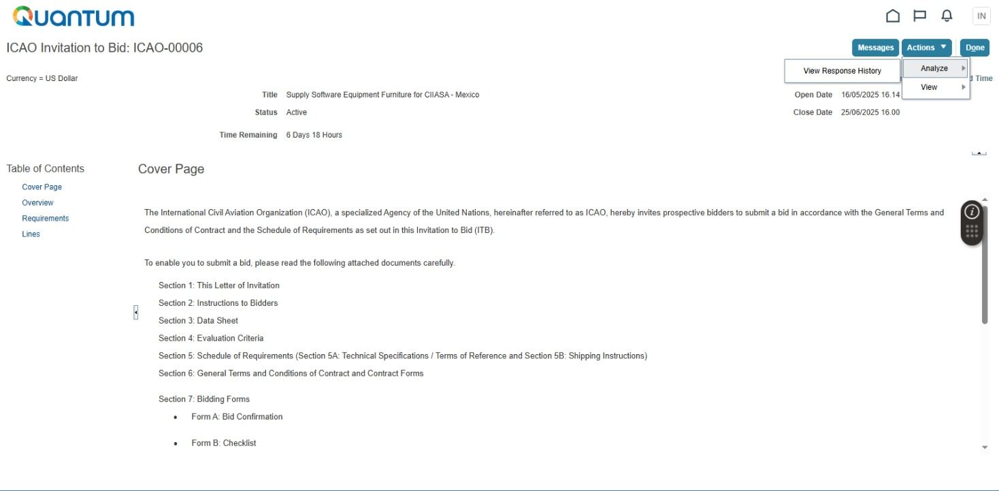 QUANTUM
IN
ICAO Invitation to Bid: ICAO-00006
Messages
Actions
Done
View Response History
Analyze
View
Currency = US Dollar
Time
Title Supply Software Equipment Furniture for CIIASA - Mexico
Open Date 16/05/2025 16.14
Status Active
Close Date 25/06/2025 16.00
Time Remaining 6 Days 18 Hours
Table of Contents
Cover Page
Overview
Requirements
Lines
Cover Page
The International Civil Aviation Organization (ICAO), a specialized Agency of the United Nations, hereinafter referred to as ICAO, hereby invites prospective bidders to submit a bid in accordance with the General Terms and
Conditions of Contract and the Schedule of Requirements as set out in this Invitation to Bid (ITB).
To enable you to submit a bid, please read the following attached documents carefully.
Section 1: This Letter of Invitation
Section 2: Instructions to Bidders
Section 3: Data Sheet
Section 4: Evaluation Criteria
Section 5: Schedule of Requirements (Section 5A: Technical Specifications / Terms of Reference and Section 5B: Shipping Instructions)
Section 6: General Terms and Conditions of Contract and Contract Forms
Section 7: Bidding Forms
• Form A: Bid Confirmation
• Form B: Checklist